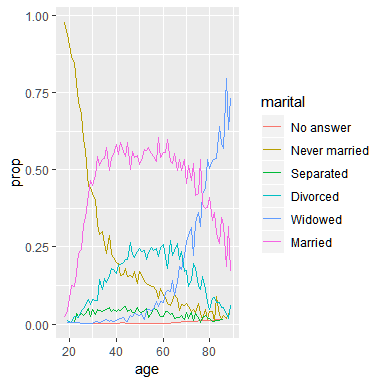 1.00
0.75
0.50
0.25
0.00
prop
20 40 60 80
age
marital
No answer
Never married
Separated
Divorced
Widowed
Married